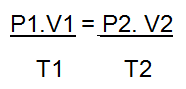 P1.V1 = P2. V2
T1 T2